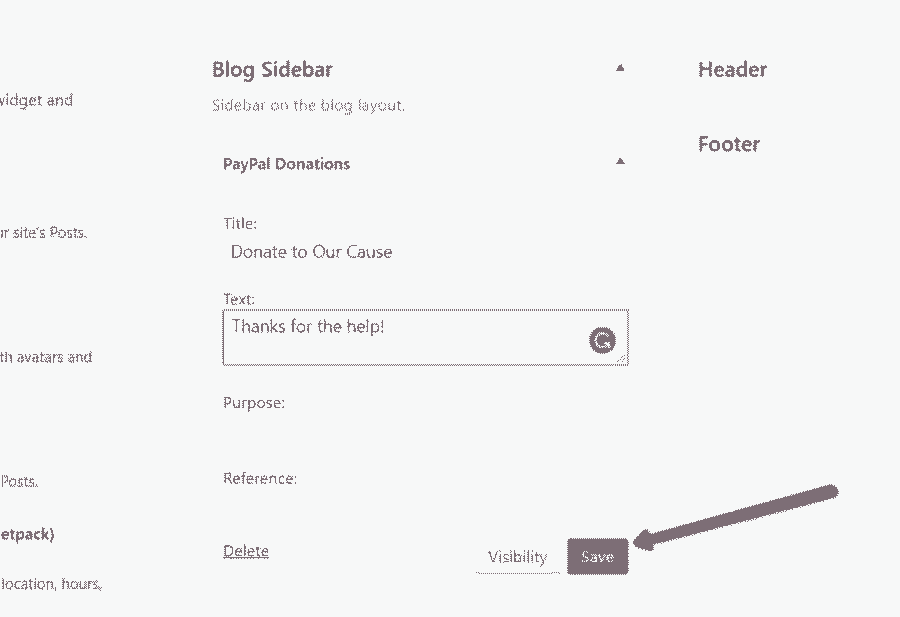 Blog Sidebar
Header
Sidebar on the blog layout.
widget and
Footer
PayPal Donations
Title:
ur site's Posts.
Donate to Our Cause
Text:
Thanks for the help!
th avatars and
Purpose:
Reference:
Posts.
etpack)
Delete
Visibility
Save
location, hours,